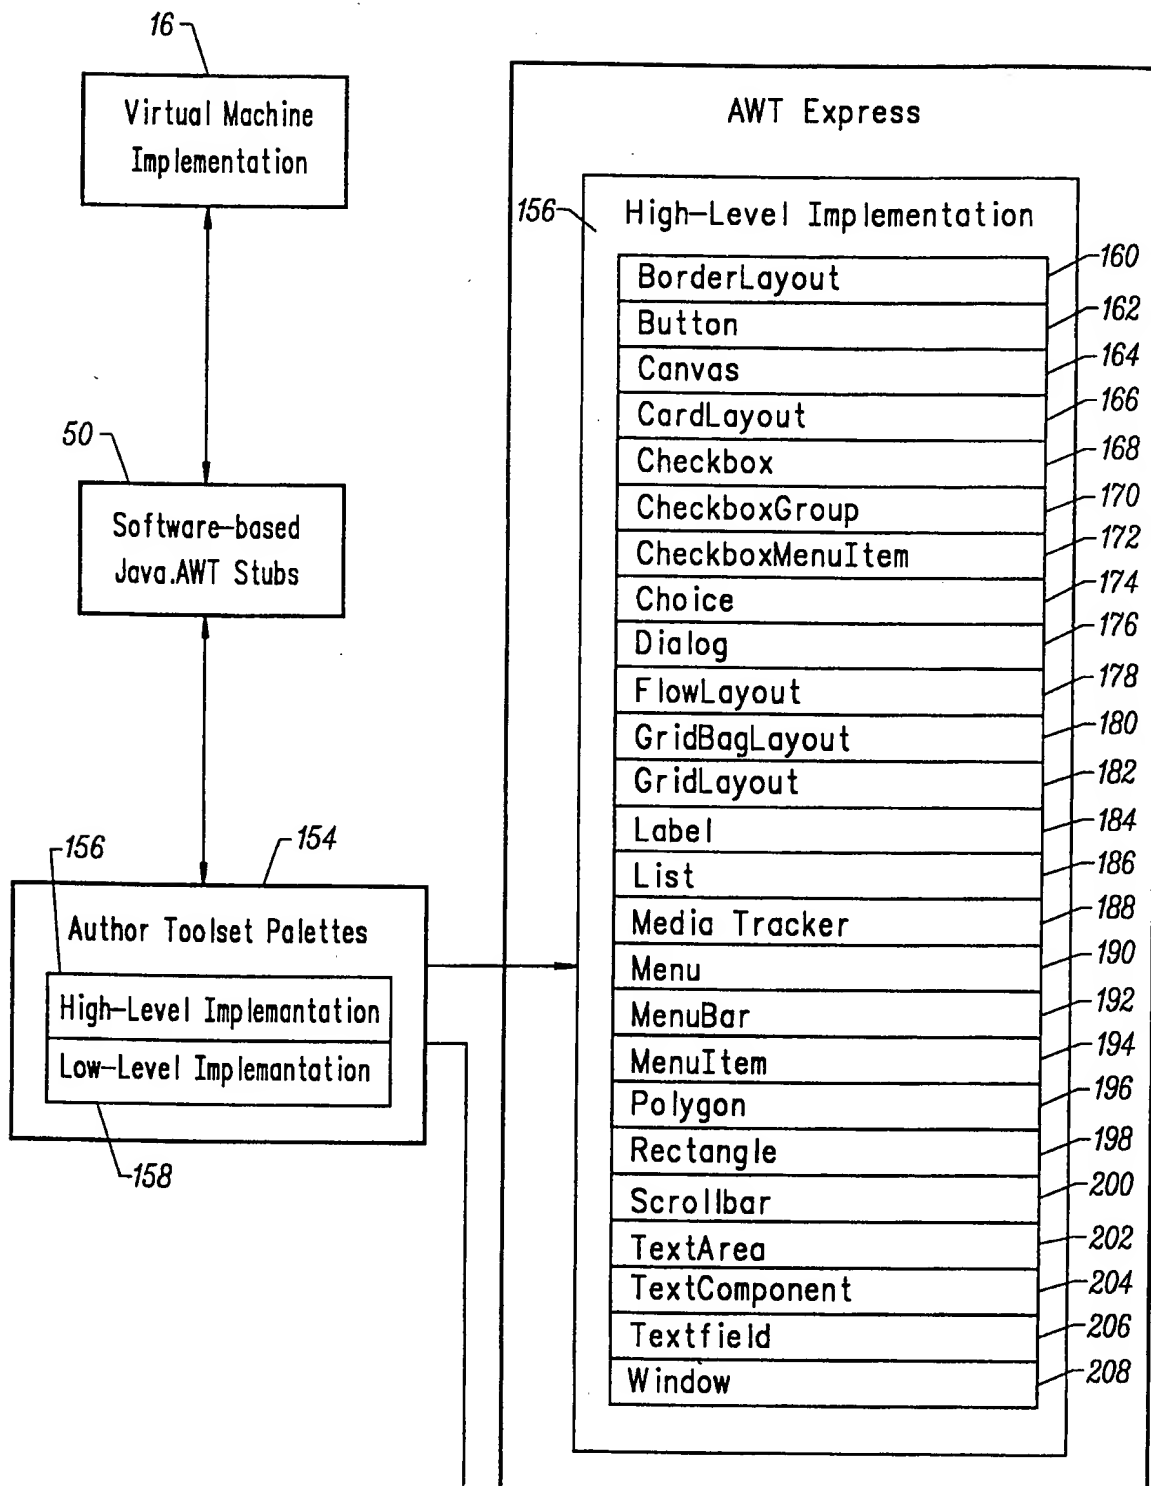 16
Virtual Machine
Implementation
50
Software-based
Java.AWT Stubs
156
154
Author Toolset Palettes
High-Level Implemantation
Low-Level Implemantation
158
AWT Express
156
High-Level Implementation
BorderLayout 160
Button 162
Canvas 164
CardLayout 166
Checkbox 168
CheckboxGroup 170
CheckboxMenuItem 172
Choice 174
Dialog 176
FlowLayout 178
GridBagLayout 180
GridLayout 182
Label 184
List 186
Media Tracker 188
Menu 190
MenuBar 192
MenuItem 194
Polygon 196
Rectangle 198
Scrollbar 200
TextArea 202
TextComponent 204
Textfield 206
Window 208